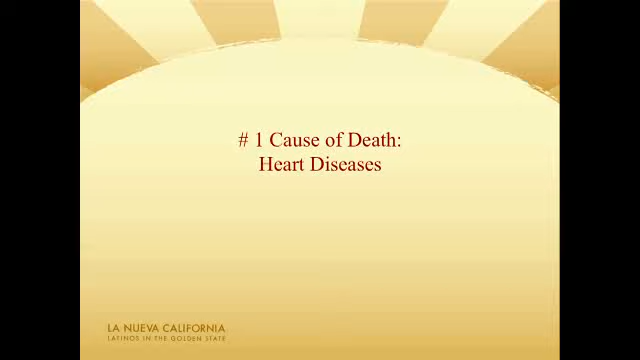 # 1 Cause of Death:
Heart Diseases
LA NUEVA CALIFORNIA
LATINOS IN THE GOLDEN STATE